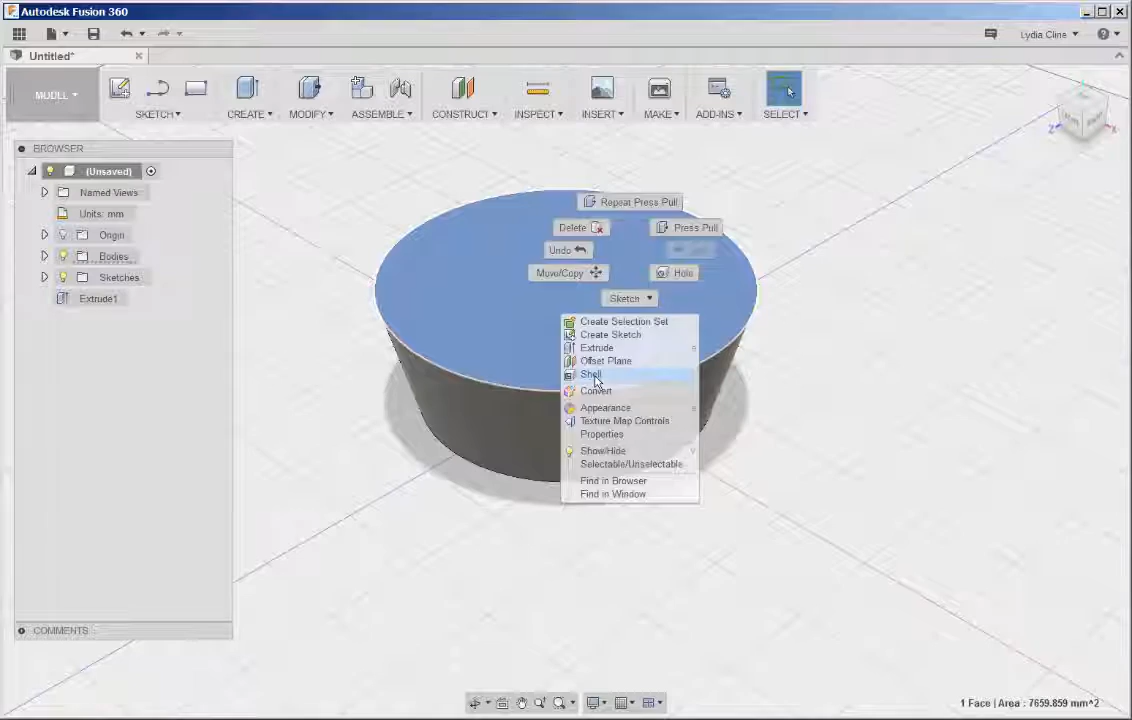 Autodesk Fusion 360
Lydia Cline
Untitled*
MODEL
SKETCH
CREATE
MODIFY
ASSEMBLE
CONSTRUCT
INSPECT
INSERT
MAKE
ADD-INS
SELECT
BROWSER
(Unsaved)
Named Views
Units: mm
Origin
Bodies
Sketches
Extrude1
Repeat Press Pull
Delete
Press Pull
Undo
Move/Copy
Hole
Sketch
Create Selection Set
Create Sketch
Extrude
Offset Plane
Shell
Convert
Appearance
Texture Map Controls
Properties
Show/Hide
Selectable/Unselectable
Find in Browser
Find in Window
COMMENTS
1 Face | Area : 7659.859 mm^2